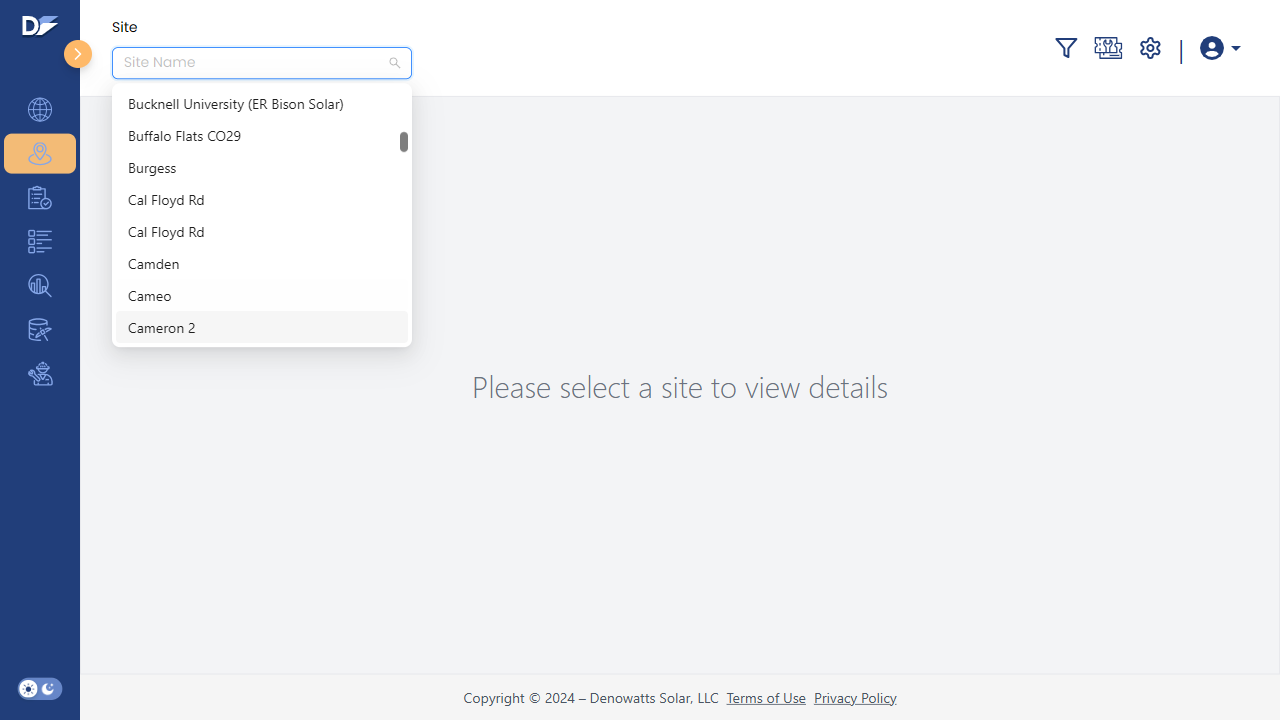 Site
Site Name
Bucknell University (ER Bison Solar)
Buffalo Flats CO29
Burgess
Cal Floyd Rd
Cal Floyd Rd
Camden
Cameo
Cameron 2
Please select a site to view details
Copyright © 2024 – Denowatts Solar, LLC Terms of Use Privacy Policy